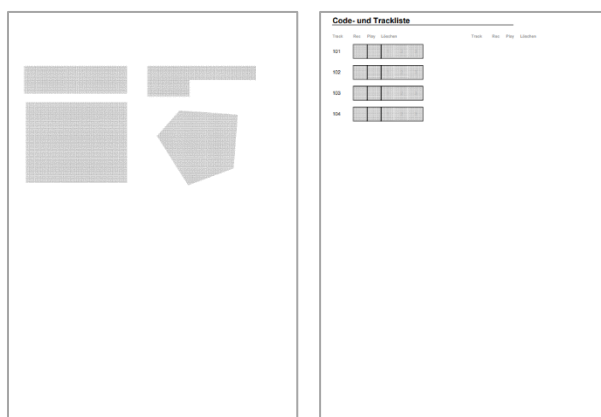 Code- und Trackliste
Track Rec Play Löschen Track Rec Play Löschen
101
102
103
104